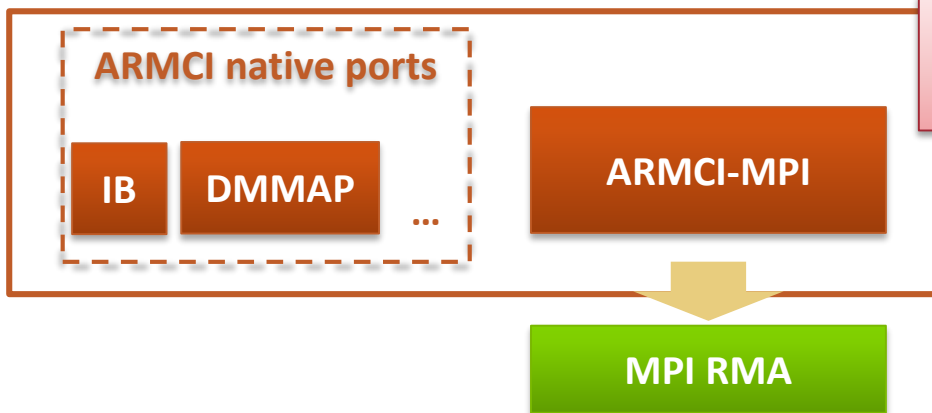 ARMCI native ports
IB
DMMAP
...
ARMCI-MPI
MPI RMA